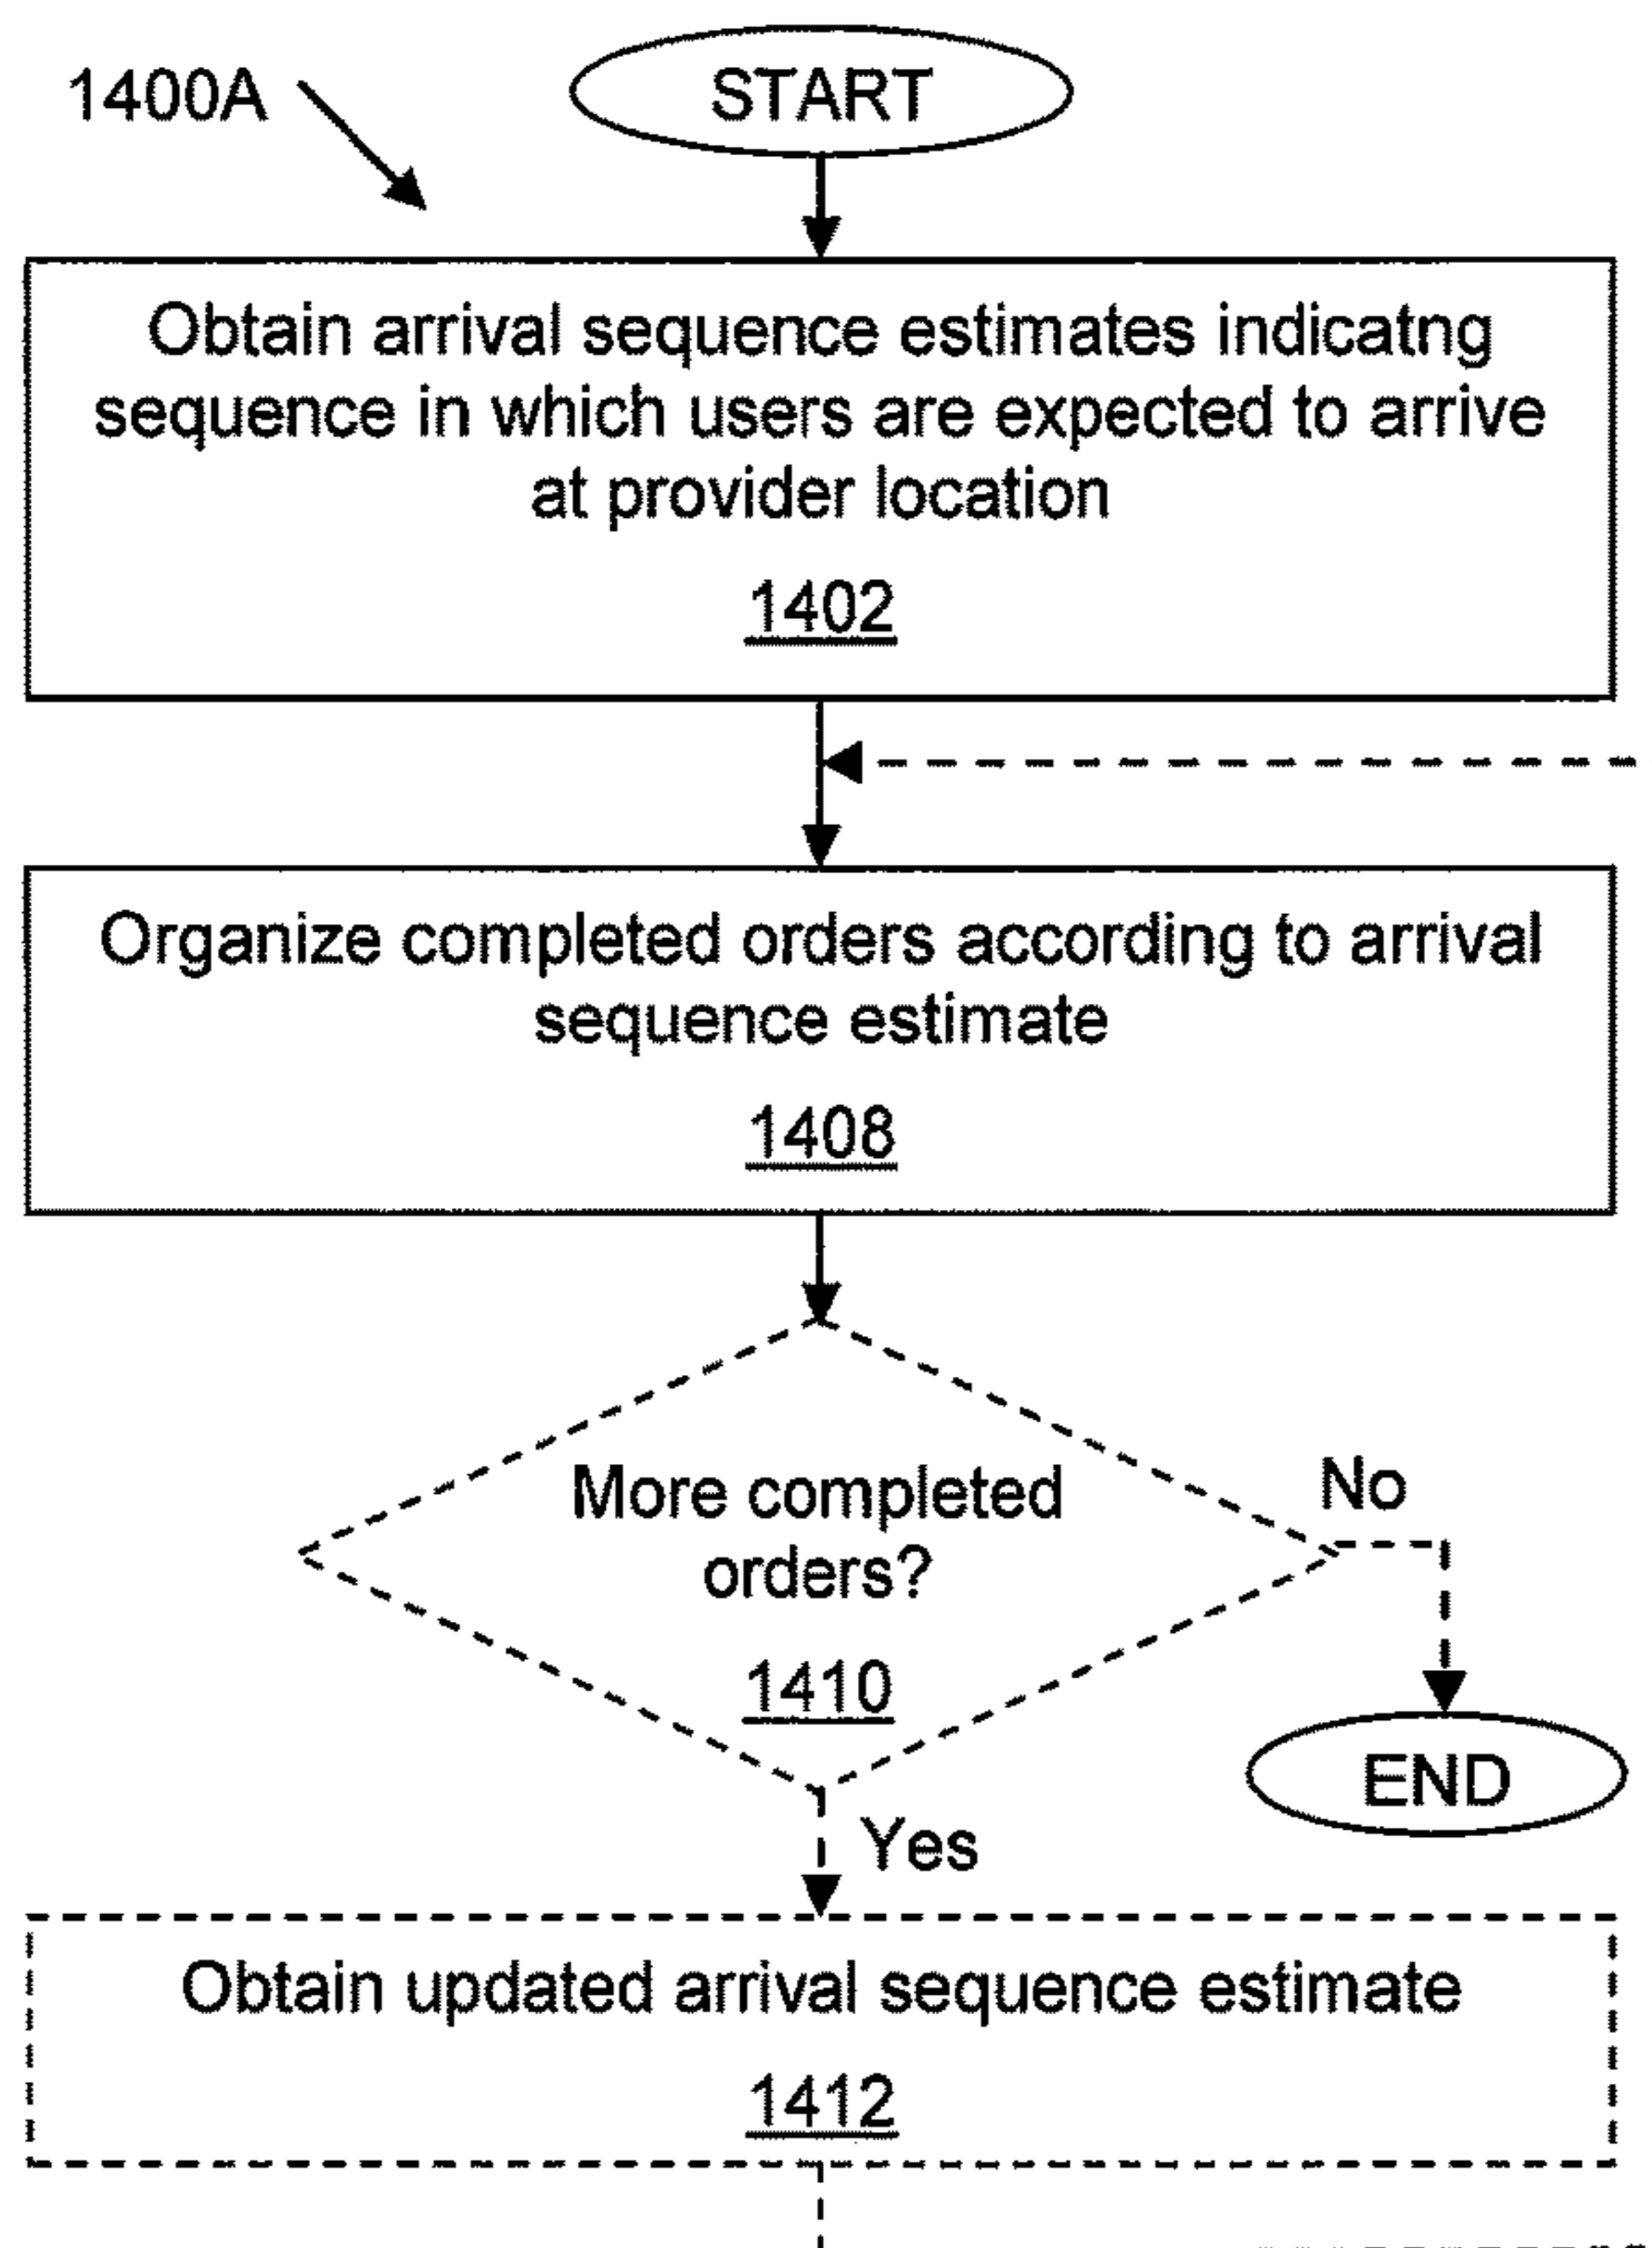 1400A
START
Obtain arrival sequence estimates indicatng
sequence in which users are expected to arrive
at provider location
1402
Organize completed orders according to arrival
sequence estimate
1408
More completed
orders?
1410
No
END
Yes
Obtain updated arrival sequence estimate
1412